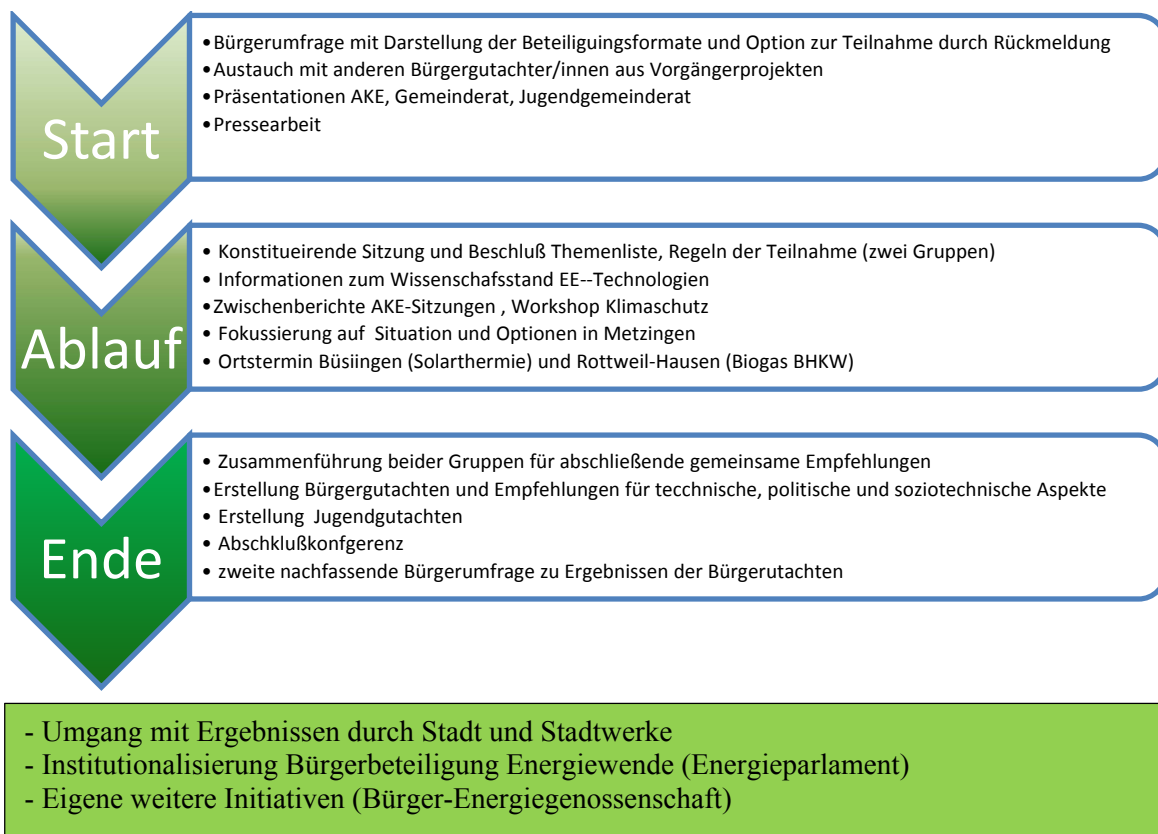 Start
•Bürgerumfrage mit Darstellung der Beteiliguingsformate und Option zur Teilnahme durch Rückmeldung
•Austauch mit anderen Bürgergutachter/innen aus Vorgängerprojekten
•Präsentationen AKE, Gemeinderat, Jugendgemeinderat
•Pressearbeit
Ablauf
• Konstitueirende Sitzung und Beschluß Themenliste, Regeln der Teilnahme (zwei Gruppen)
• Informationen zum Wissenschafsstand EE--Technologien
•Zwischenberichte AKE-Sitzungen , Workshop Klimaschutz
• Fokussierung auf Situation und Optionen in Metzingen
• Ortstermin Büsiingen (Solarthermie) und Rottweil-Hausen (Biogas BHKW)
Ende
• Zusammenführung beider Gruppen für abschließende gemeinsame Empfehlungen
•Erstellung Bürgergutachten und Empfehlungen für tecchnische, politische und soziotechnische Aspekte
• Erstellung Jugendgutachten
• Abschklußkonfgerenz
• zweite nachfassende Bürgerumfrage zu Ergebnissen der Bürgerutachten
- Umgang mit Ergebnissen durch Stadt und Stadtwerke
- Institutionalisierung Bürgerbeteiligung Energiewende (Energieparlament)
- Eigene weitere Initiativen (Bürger-Energiegenossenschaft)